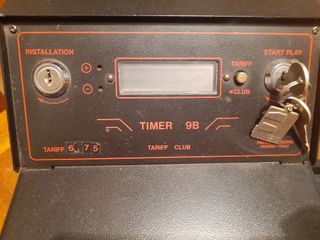 INSTALLATION
START PLAY
+
TARIFF
-
■CLUB
TIMER 9B
TARIFF 6.75
TARIFF CLUB